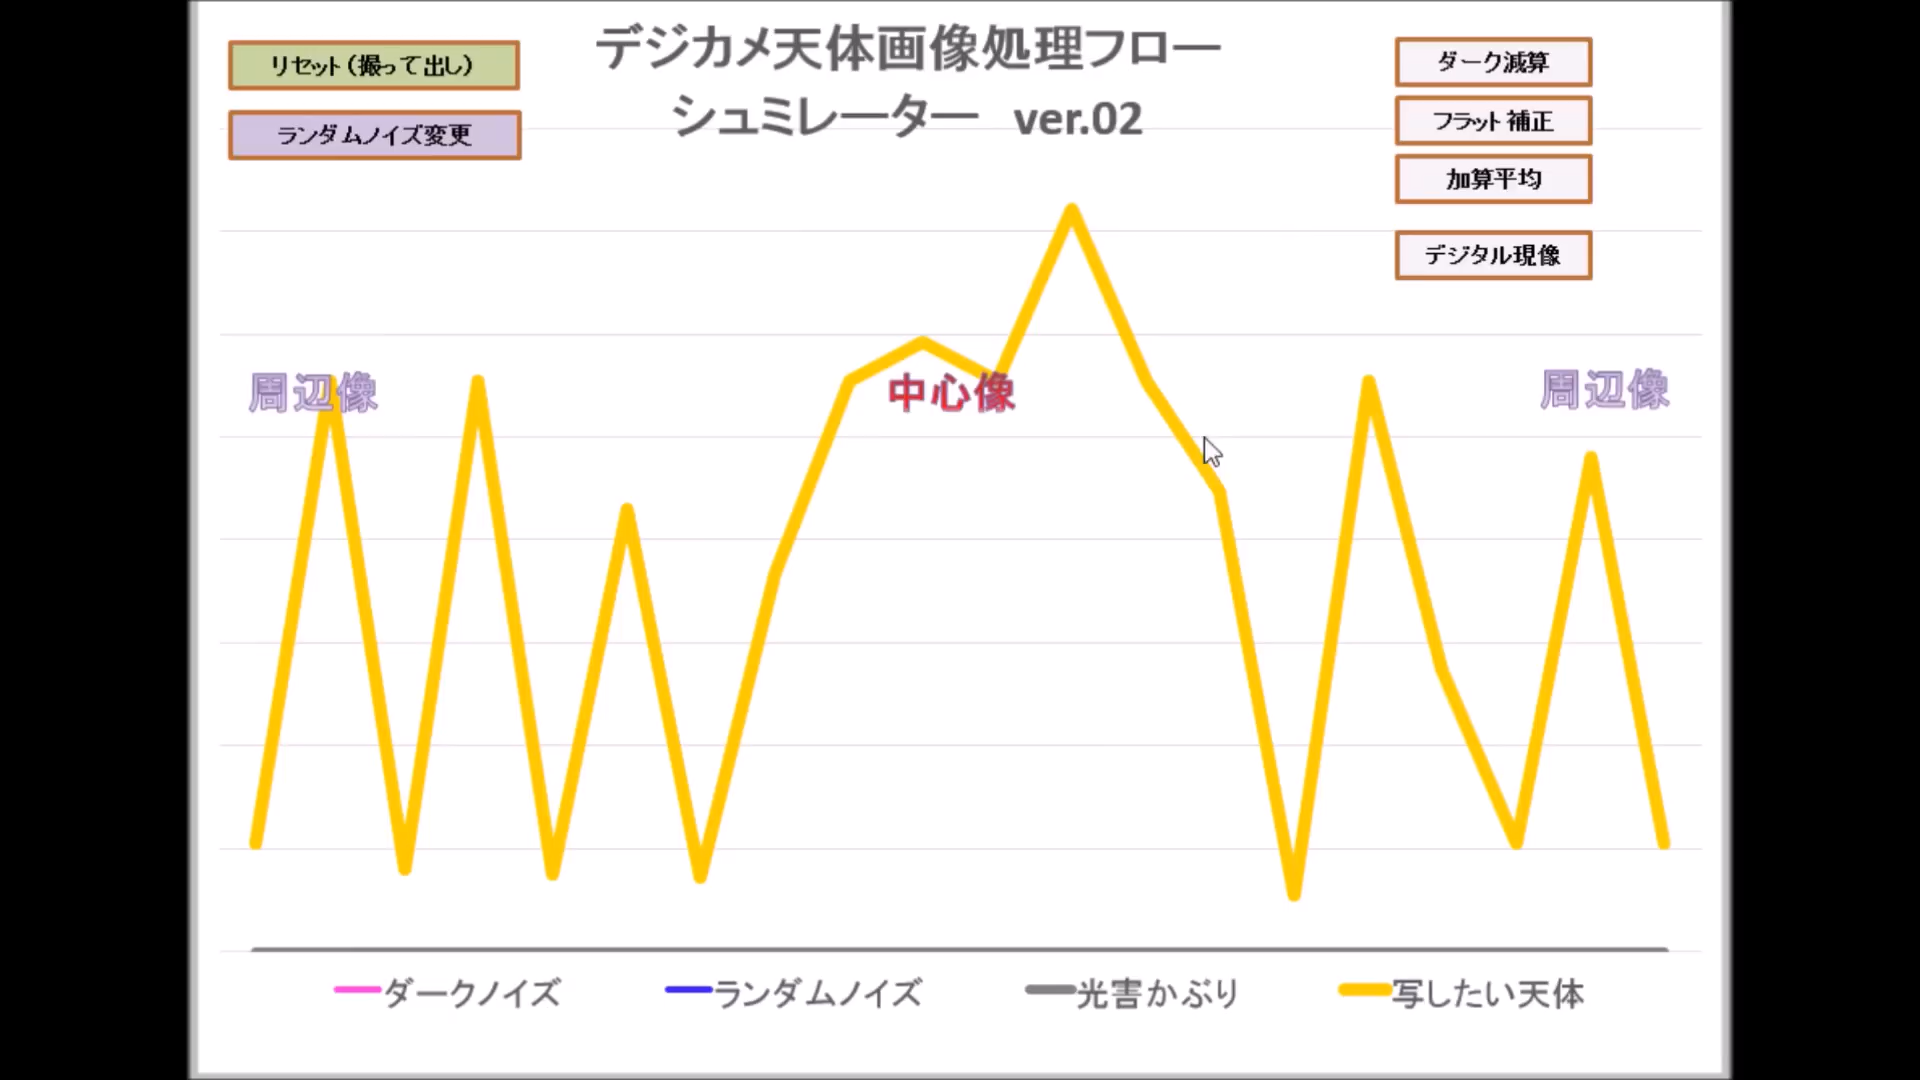 デジカメ天体画像処理フロー
シュミレーター ver.02
リセット（撮って出し）
ランダムノイズ変更
ダーク減算
フラット補正
加算平均
デジタル現像
周辺像
中心像
周辺像
ダークノイズ
ランダムノイズ
光害かぶり
写したい天体